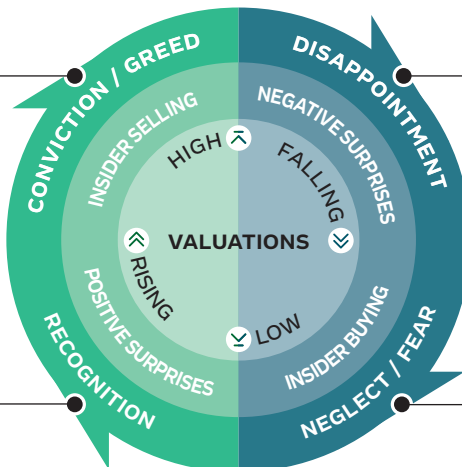 CONVICTION / GREED
DISAPPOINTMENT
INSIDER SELLING
NEGATIVE SURPRISES
HIGH
FALLING
VALUATIONS
RISING
LOW
POSITIVE SURPRISES
INSIDER BUYING
RECOGNITION
NEGLECT / FEAR